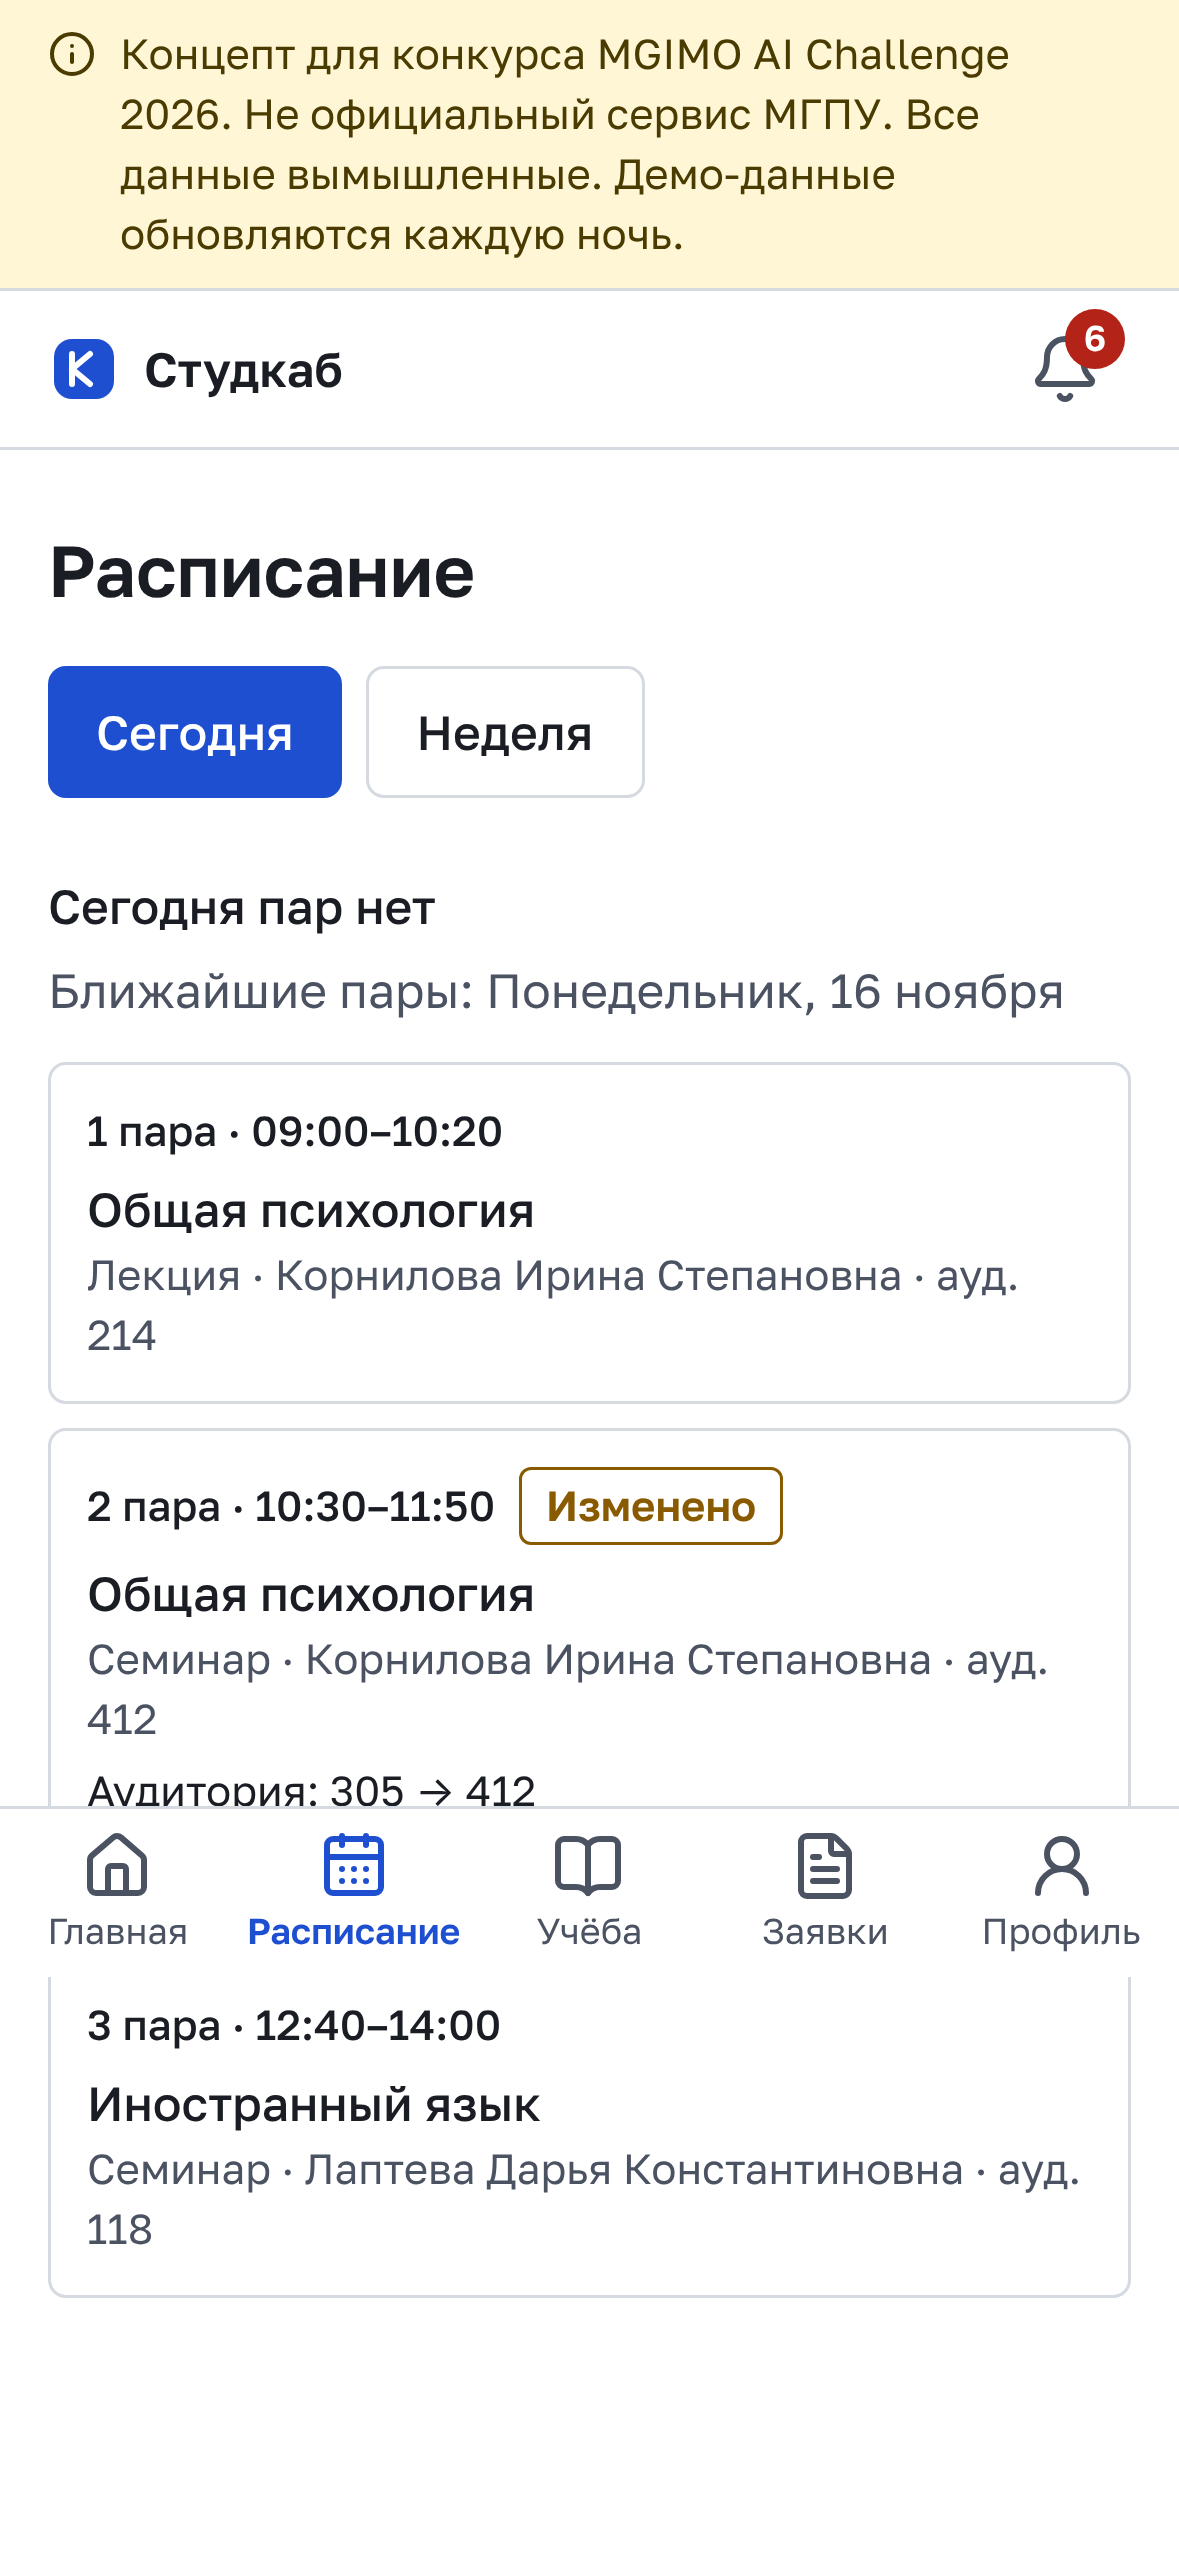 Концепт для конкурса MGIMO AI Challenge
2026. Не официальный сервис МГПУ. Все
данные вымышленные. Демо-данные
обновляются каждую ночь.
Студкаб
6
Расписание
Сегодня
Неделя
Сегодня пар нет
Ближайшие пары: Понедельник, 16 ноября
1 пара · 09:00–10:20
Общая психология
Лекция · Корнилова Ирина Степановна · ауд.
214
2 пара · 10:30–11:50
Изменено
Общая психология
Семинар · Корнилова Ирина Степановна · ауд.
412
Аудитория: 305 → 412
Главная
Расписание
Учёба
Заявки
Профиль
3 пара · 12:40–14:00
Иностранный язык
Семинар · Лаптева Дарья Константиновна · ауд.
118